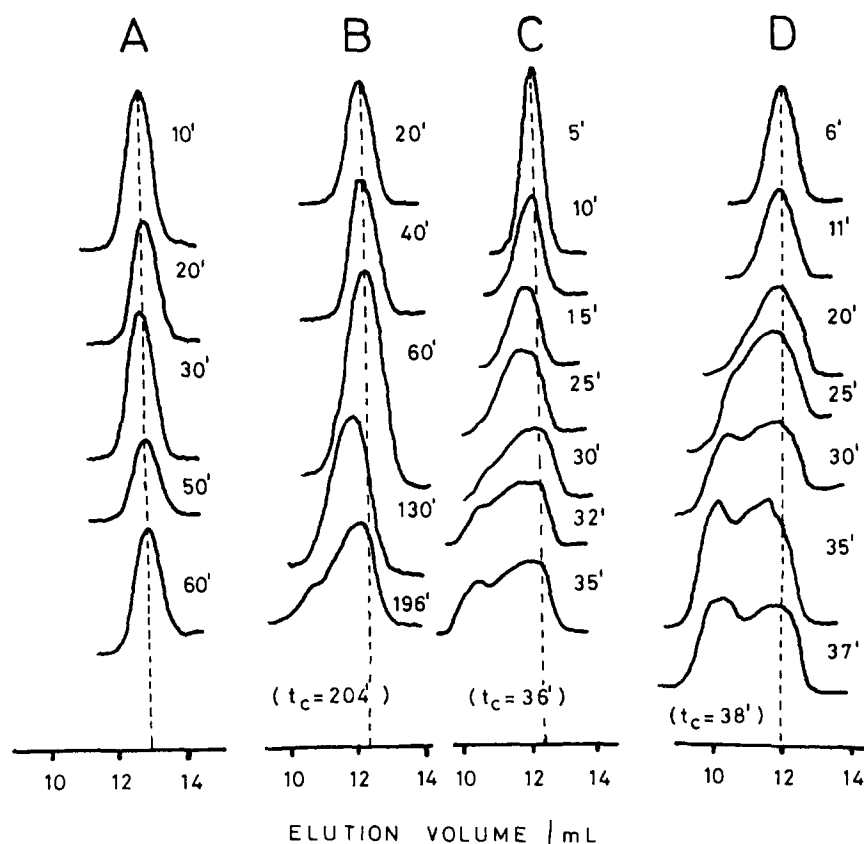 A B C D
10' 20' 5' 6'
20' 40' 10' 11'
30' 60' 15' 20'
50' 130' 25' 25'
60' 196' 30' 30'
32' 35'
35' 37'
(tc=204') (tc=36') (tc=38')
10 12 14 10 12 14 10 12 14 10 12 14
ELUTION VOLUME /mL